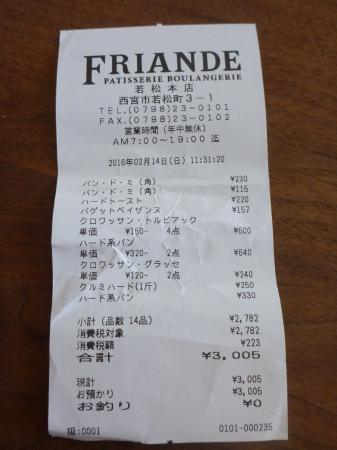 FRIANDE
PATISSERIE BOULANGERIE
若松本店
西宮市若松町3-1
TEL.(0798)23-0101
FAX.(0798)23-0102
営業時間(年中無休)
AM7:00~19:00 迄
2016年02月14日(日) 11:31:20
パン・ド・ミ(角) ¥230
パン・ド・ミ(角) ¥115
ハードトースト ¥220
バゲットペイザンヌ ¥157
クロワッサン・トルビアック
単価 ¥150- 4点 ¥600
ハード系パン
単価 ¥320- 2点 ¥640
クロワッサン・グラッセ
単価 ¥120- 2点 ¥240
クルミハード(1斤) ¥250
ハード系パン ¥330
小計(品数 14品) ¥2,782
消費税対象 ¥2,782
消費税額 ¥223
合計 ¥3,005
現計 ¥3,005
お預かり ¥3,005
お釣り ¥0
扱:0001 0101-000235